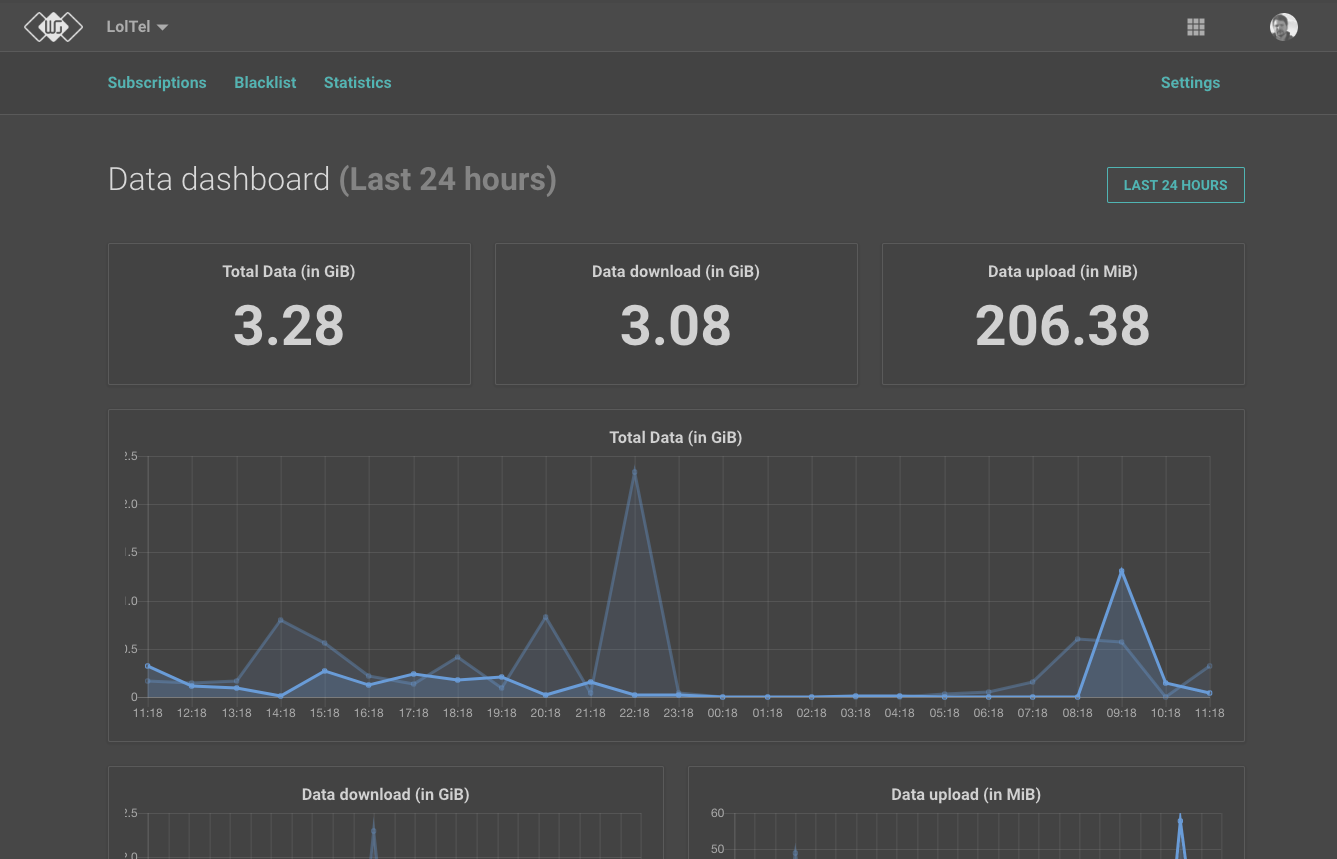 LolTel
Subscriptions Blacklist Statistics Settings
Data dashboard (Last 24 hours)
LAST 24 HOURS
Total Data (in GiB)
3.28
Data download (in GiB)
3.08
Data upload (in MiB)
206.38
Total Data (in GiB)
2.5
2.0
1.5
1.0
0.5
0
11:18 12:18 13:18 14:18 15:18 16:18 17:18 18:18 19:18 20:18 21:18 22:18 23:18 00:18 01:18 02:18 03:18 04:18 05:18 06:18 07:18 08:18 09:18 10:18 11:18
Data download (in GiB)
2.5
2.0
Data upload (in MiB)
60
50